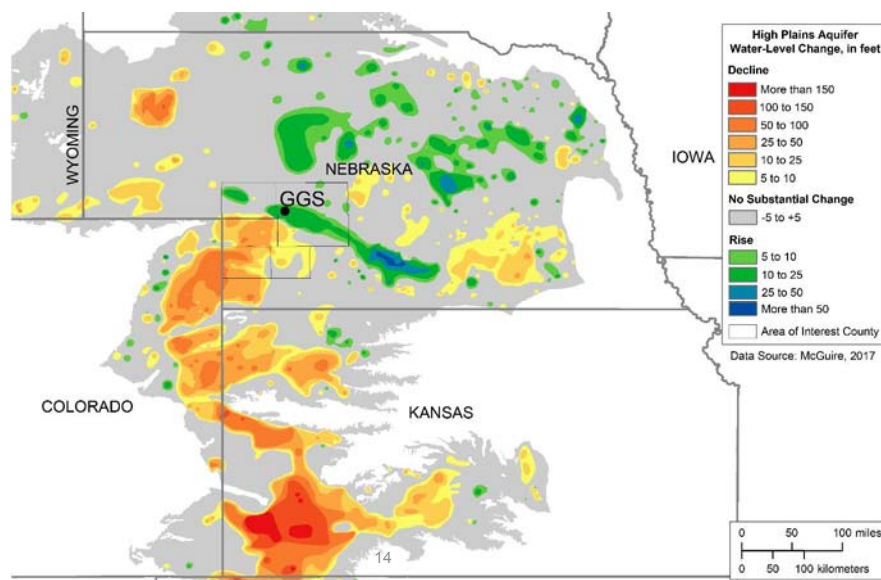 High Plains Aquifer
Water-Level Change, in feet
Decline
More than 150
100 to 150
50 to 100
25 to 50
10 to 25
5 to 10
No Substantial Change
-5 to +5
Rise
5 to 10
10 to 25
25 to 50
More than 50
Area of Interest County
Data Source: McGuire, 2017
WYOMING
NEBRASKA
IOWA
GGS
COLORADO
KANSAS
14
0 50 100 miles
0 50 100 kilometers